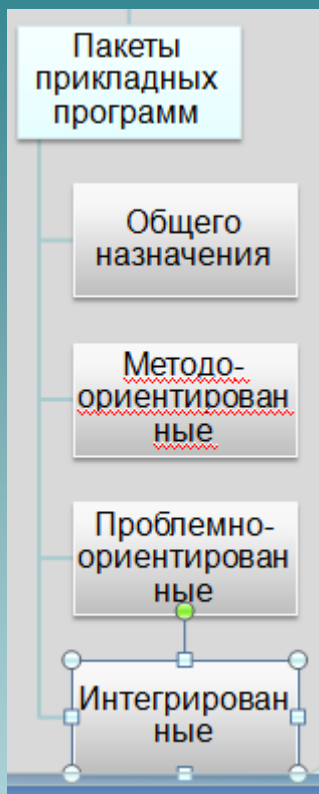 Пакеты
прикладных
программ
Общего
назначения
Методо-
ориентирован
ные
Проблемно-
ориентирован
ные
Интегрирован
ные